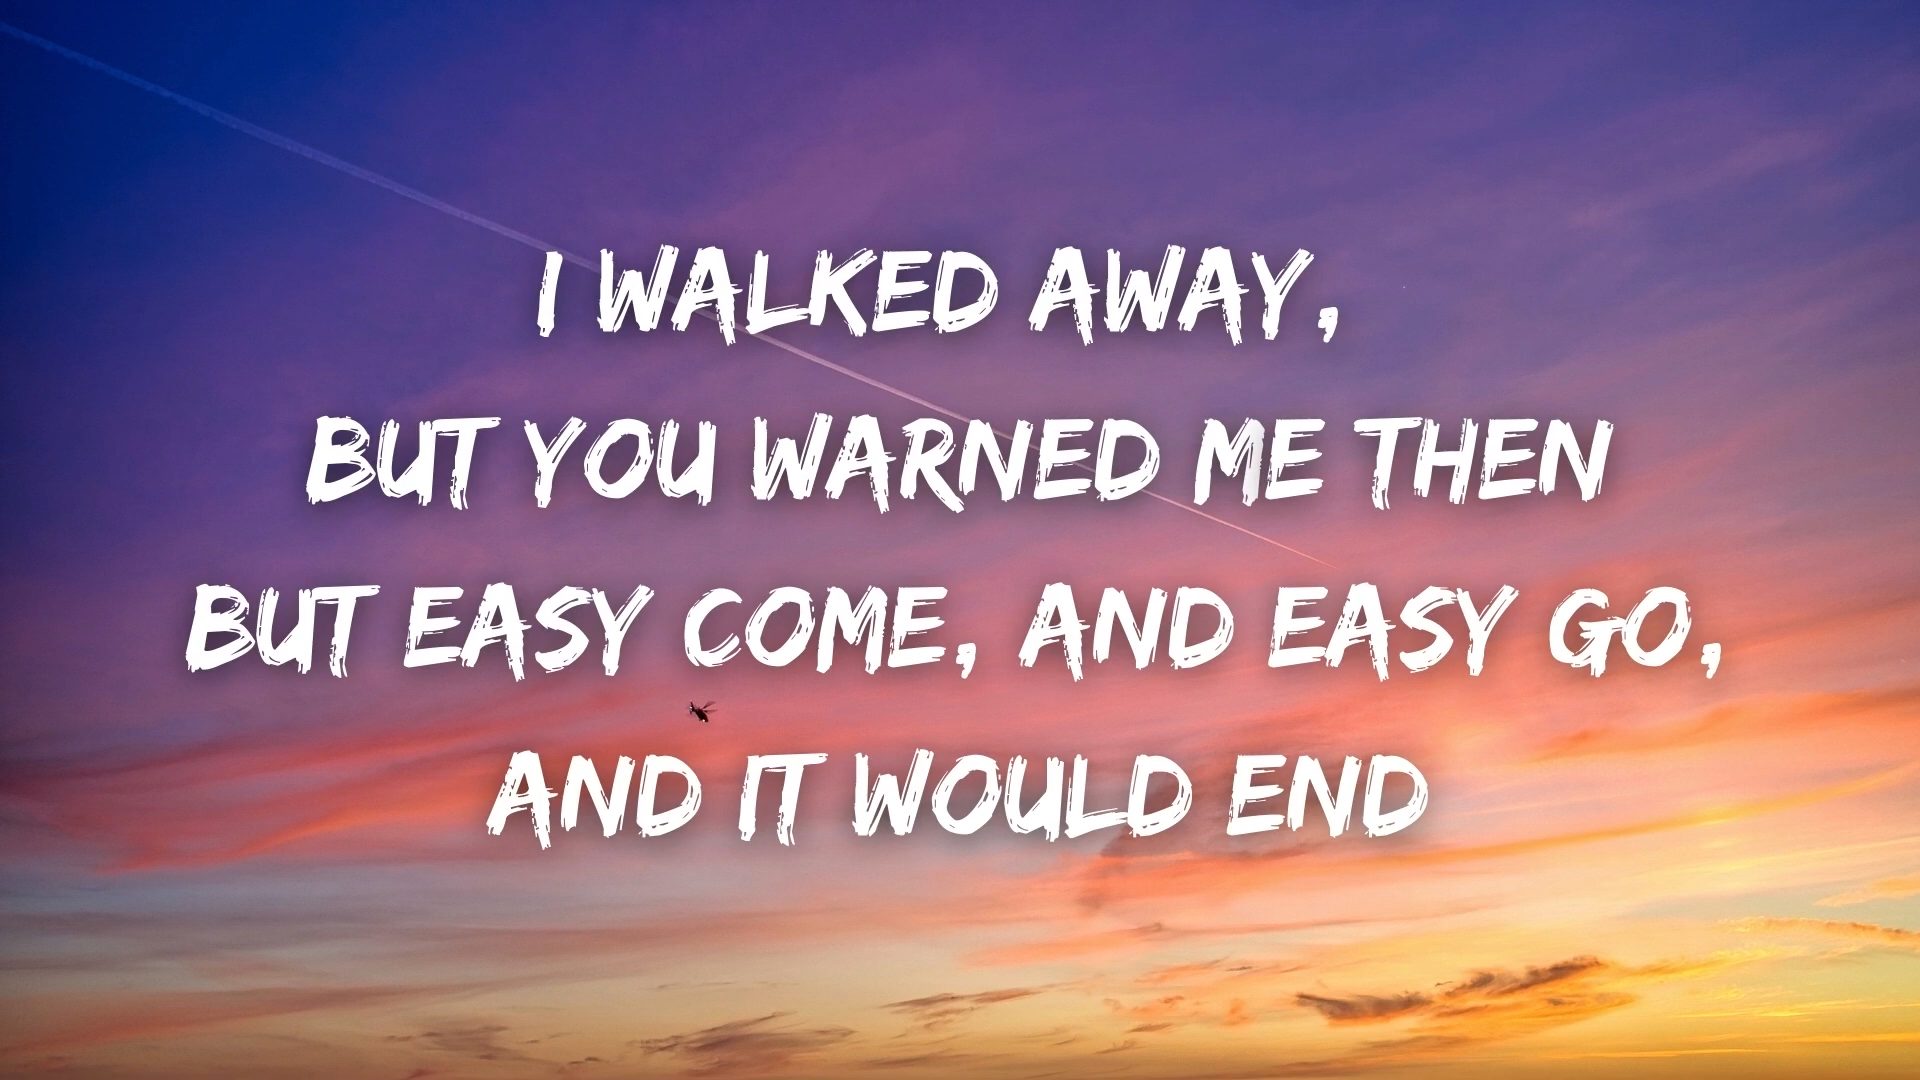 I WALKED AWAY,
BUT YOU WARNED ME THEN
BUT EASY COME, AND EASY GO,
AND IT WOULD END